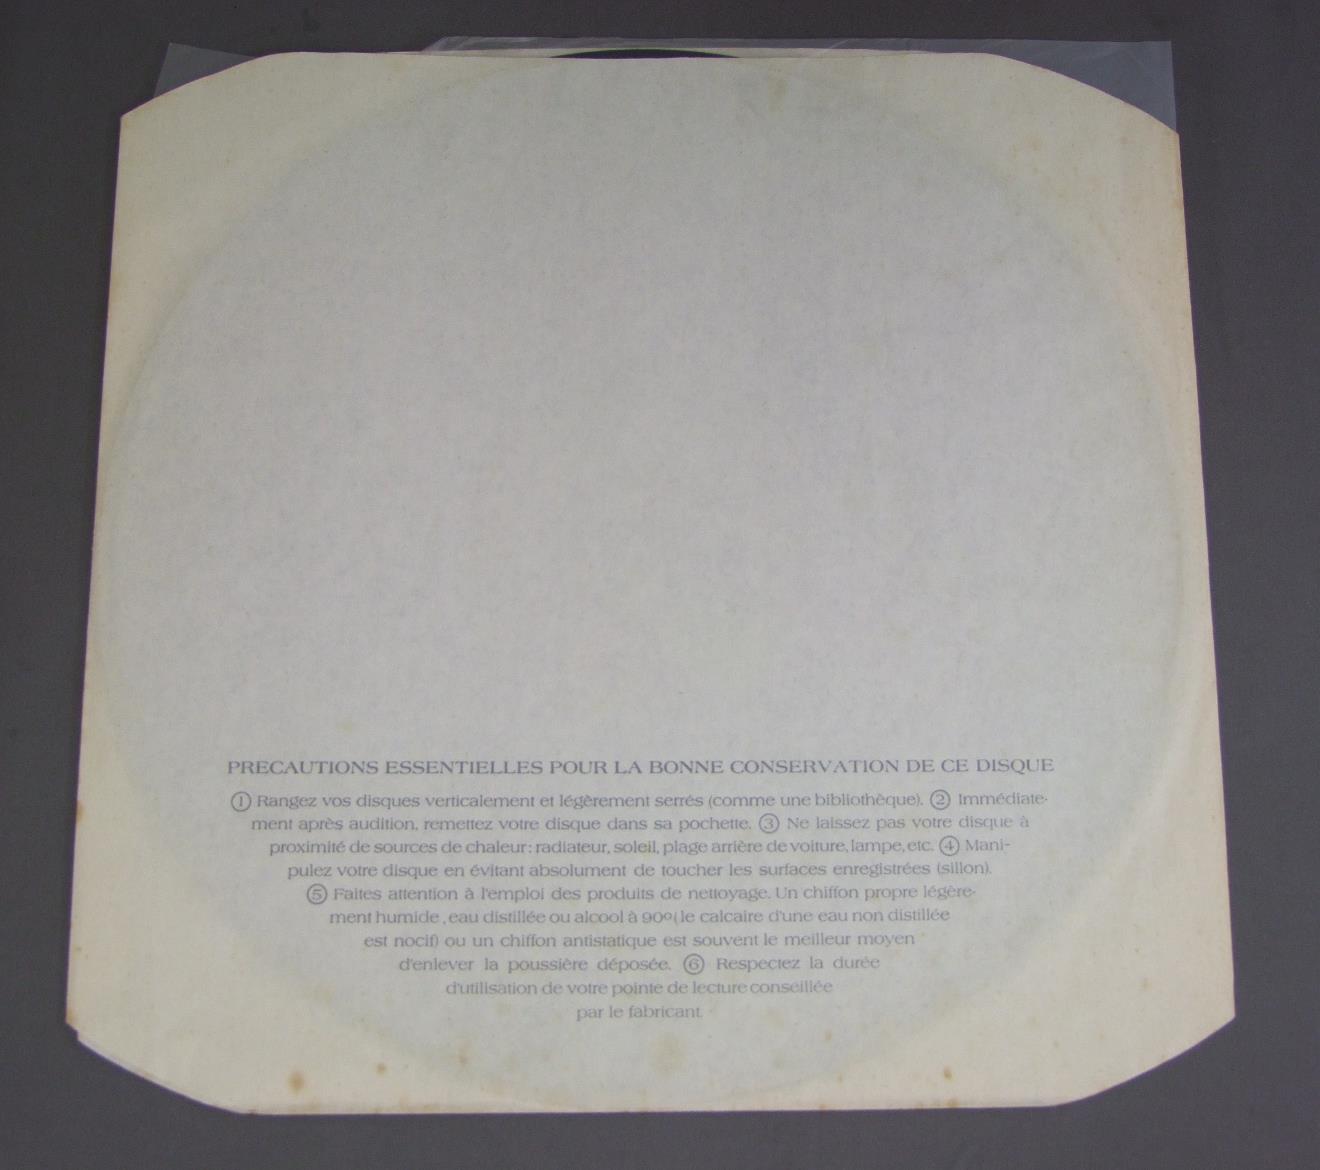 PRECAUTIONS ESSENTIELLES POUR LA BONNE CONSERVATION DE CE DISQUE
① Rangez vos disques verticalement et légèrement serrés (comme une bibliothèque). ② Immédiate-
ment après audition, remettez votre disque dans sa pochette. ③ Ne laissez pas votre disque à
proximité de sources de chaleur: radiateur, soleil, plage arrière de voiture, lampe, etc. ④ Mani-
pulez votre disque en évitant absolument de toucher les surfaces enregistrées (sillon).
⑤ Faites attention à l'emploi des produits de nettoyage. Un chiffon propre légère-
ment humide, eau distillée ou alcool à 90º (le calcaire d'une eau non distillée
est nocif) ou un chiffon antistatique est souvent le meilleur moyen
d'enlever la poussière déposée. ⑥ Respectez la durée
d'utilisation de votre pointe de lecture conseillée
par le fabricant.